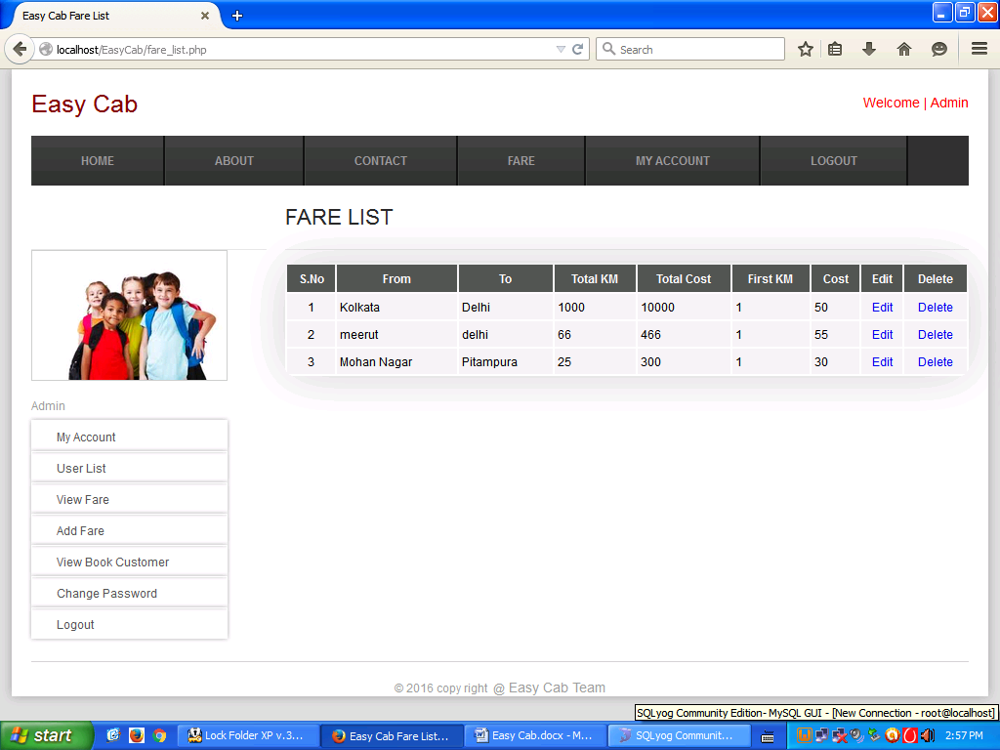 Easy Cab Fare List
localhost/EasyCab/fare_list.php
Search
Easy Cab
Welcome | Admin
HOME ABOUT CONTACT FARE MY ACCOUNT LOGOUT
FARE LIST
S.No From To Total KM Total Cost First KM Cost Edit Delete
1 Kolkata Delhi 1000 10000 1 50 Edit Delete
2 meerut delhi 66 466 1 55 Edit Delete
3 Mohan Nagar Pitampura 25 300 1 30 Edit Delete
Admin
My Account
User List
View Fare
Add Fare
View Book Customer
Change Password
Logout
© 2016 copy right @ Easy Cab Team
SQLyog Community Edition- MySQL GUI - [New Connection - root@localhost]
start Lock Folder XP v.3... Easy Cab Fare List... Easy Cab.docx - M... SQLyog Communit... 2:57 PM